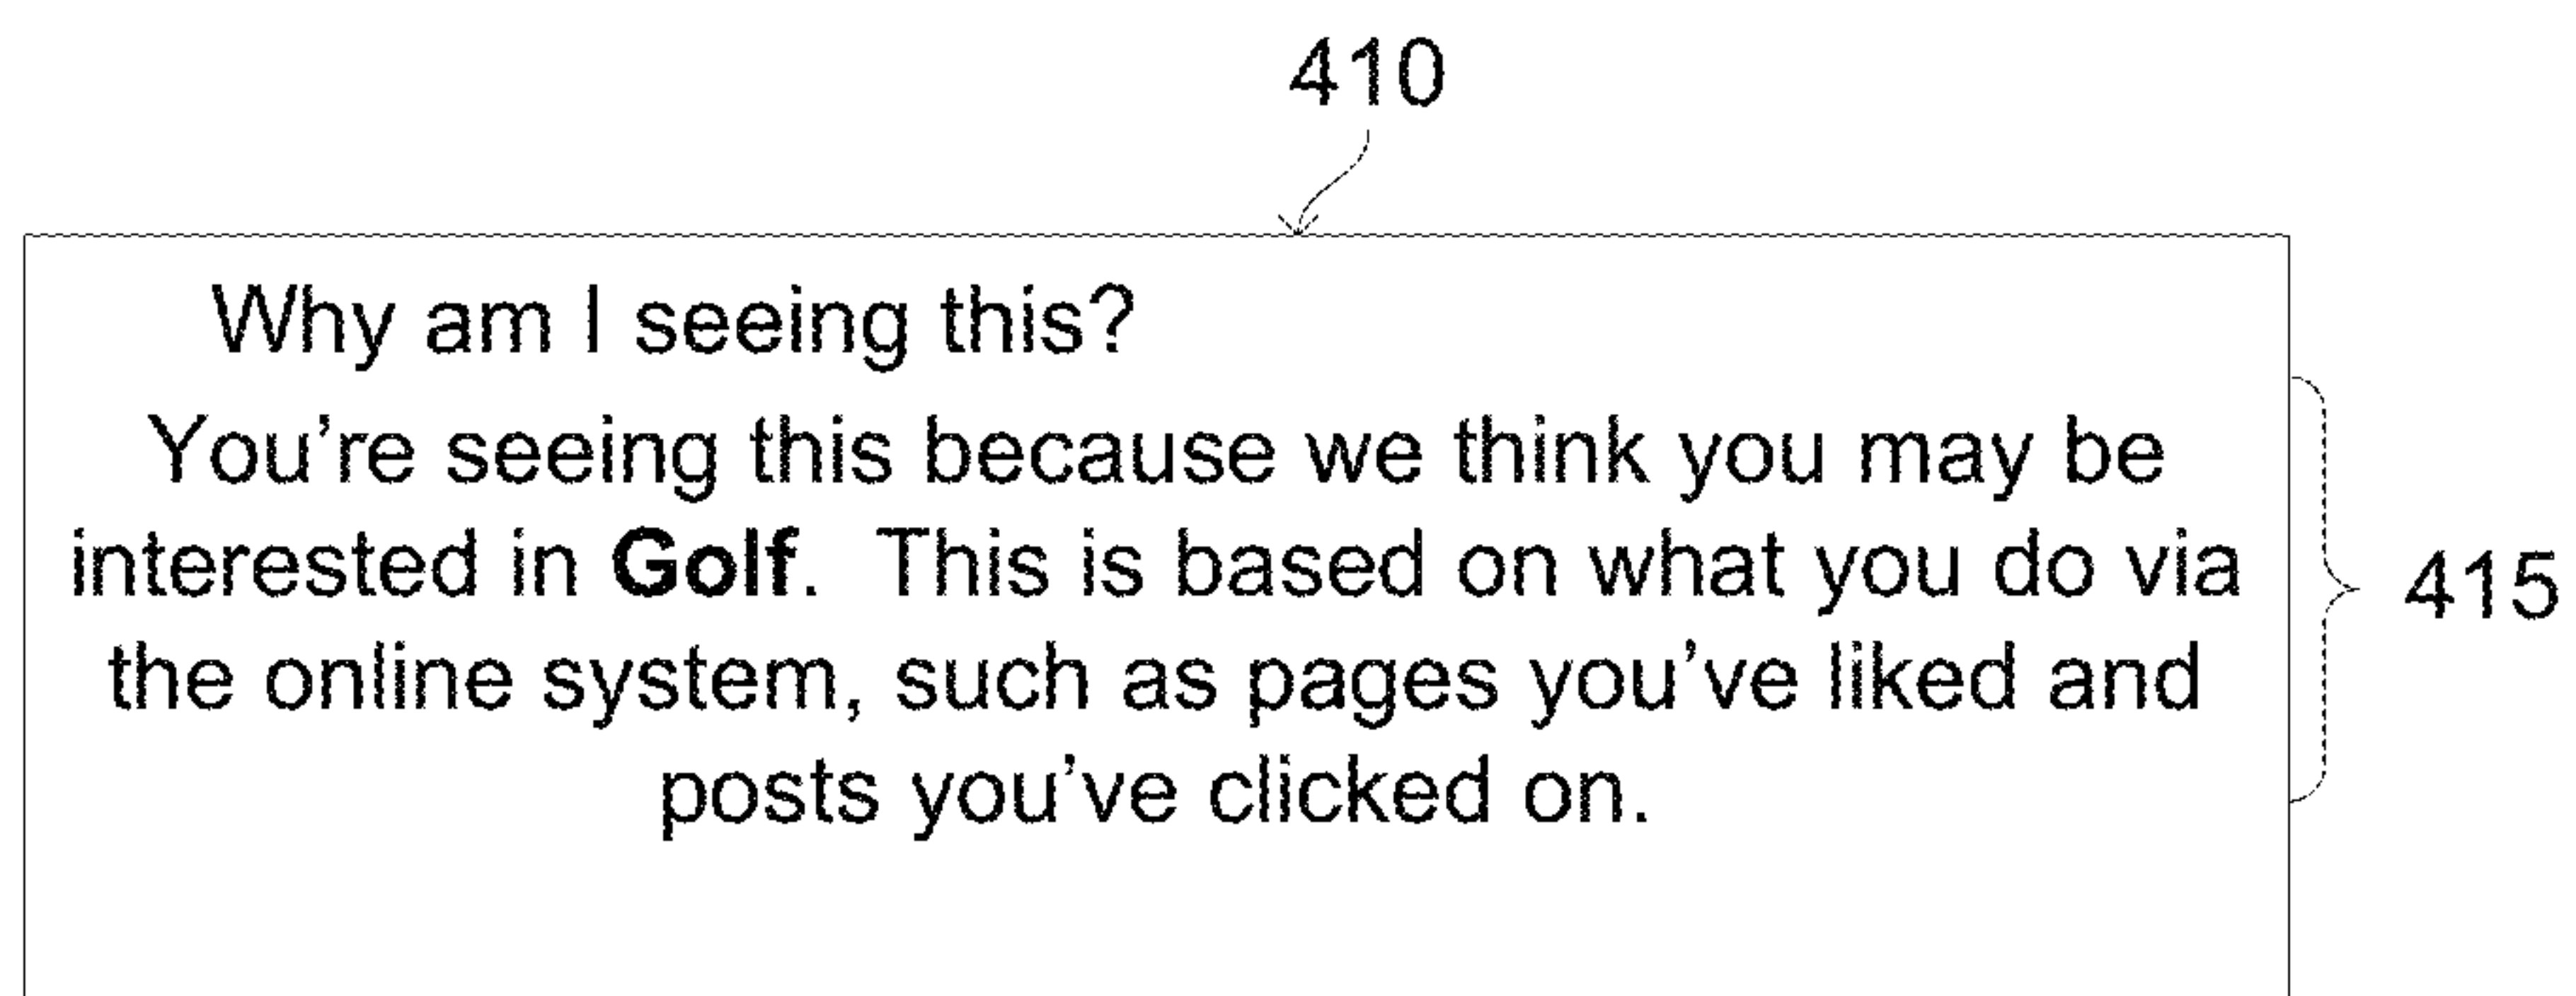 410
Why am I seeing this?
You're seeing this because we think you may be
interested in Golf. This is based on what you do via
the online system, such as pages you've liked and
posts you've clicked on.
415